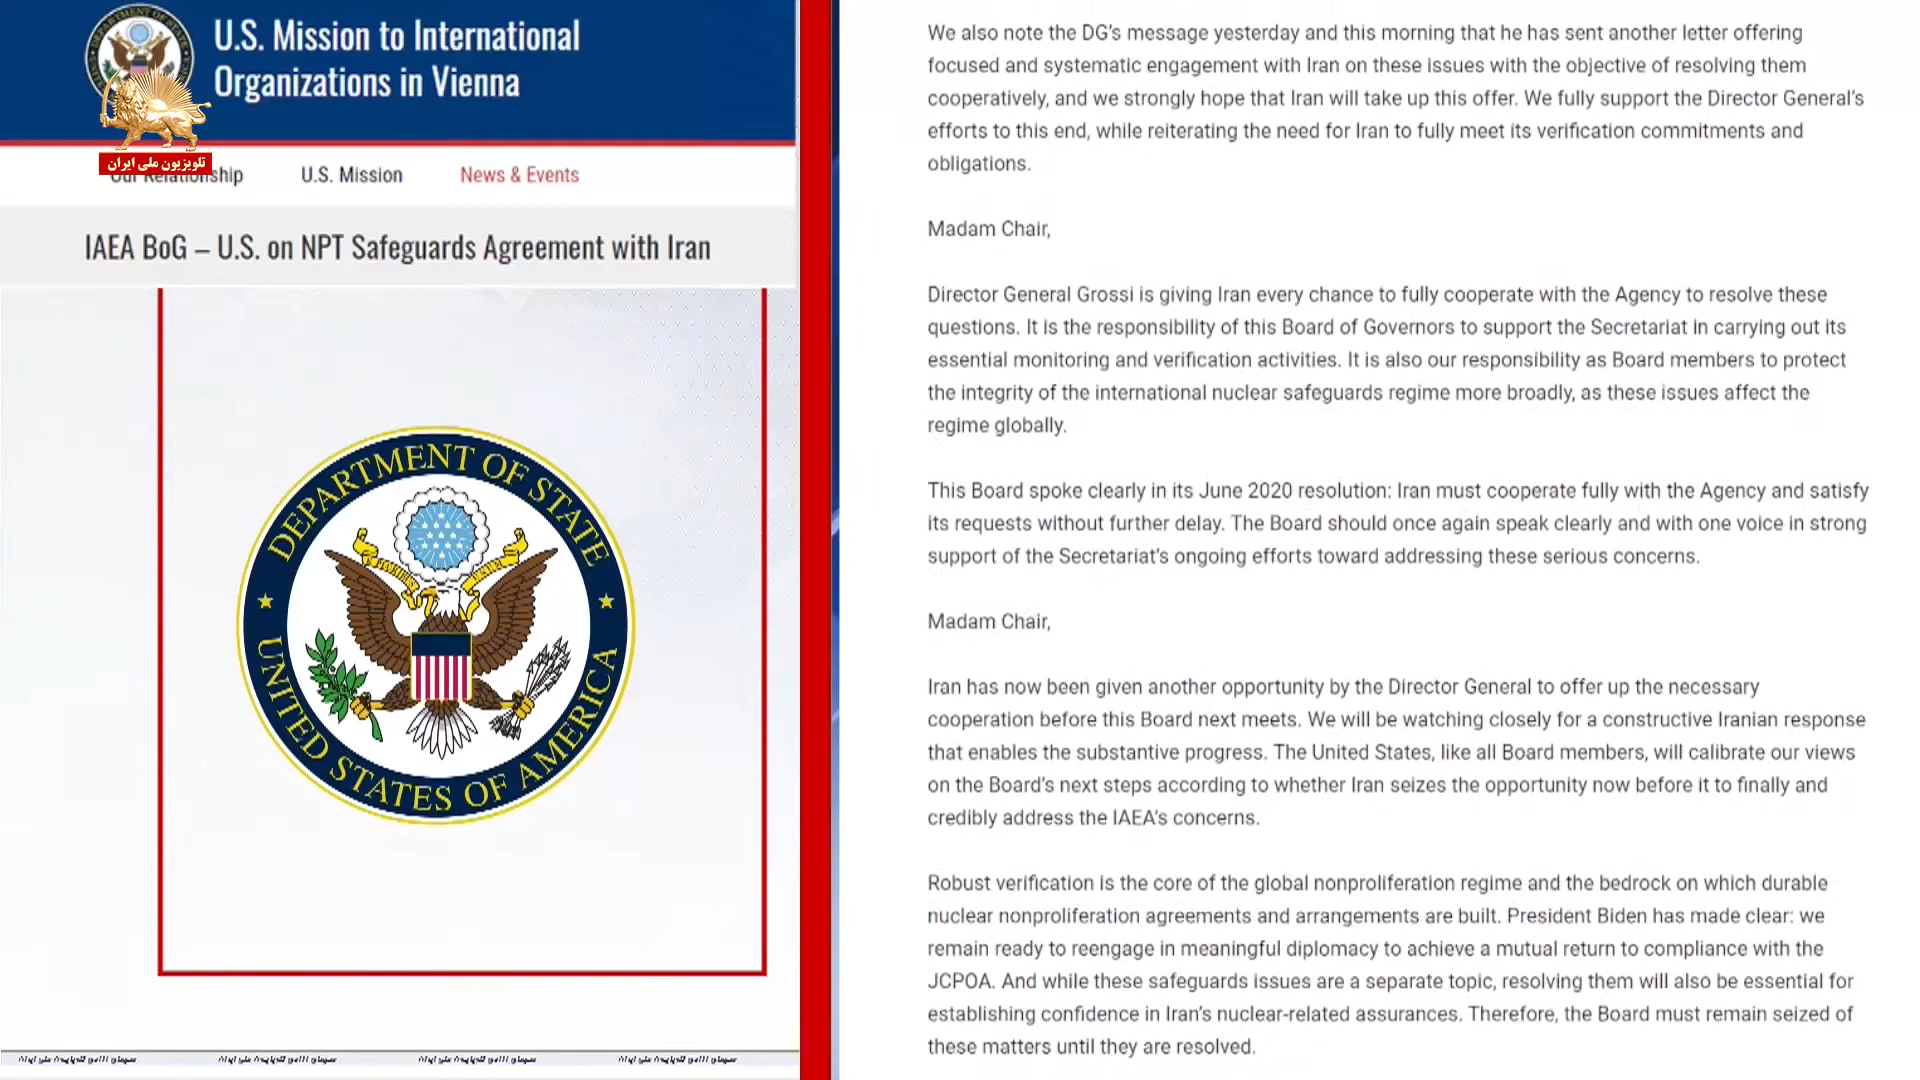 DEPARTMENT OF STATE
U.S. Mission to International
Organizations in Vienna
تلویزیون ملی ایران
Our Relationship
U.S. Mission
News & Events
IAEA BoG – U.S. on NPT Safeguards Agreement with Iran
DEPARTMENT OF STATE
UNITED STATES OF AMERICA
We also note the DG's message yesterday and this morning that he has sent another letter offering
focused and systematic engagement with Iran on these issues with the objective of resolving them
cooperatively, and we strongly hope that Iran will take up this offer. We fully support the Director General's
efforts to this end, while reiterating the need for Iran to fully meet its verification commitments and
obligations.
Madam Chair,
Director General Grossi is giving Iran every chance to fully cooperate with the Agency to resolve these
questions. It is the responsibility of this Board of Governors to support the Secretariat in carrying out its
essential monitoring and verification activities. It is also our responsibility as Board members to protect
the integrity of the international nuclear safeguards regime more broadly, as these issues affect the
regime globally.
This Board spoke clearly in its June 2020 resolution: Iran must cooperate fully with the Agency and satisfy
its requests without further delay. The Board should once again speak clearly and with one voice in strong
support of the Secretariat's ongoing efforts toward addressing these serious concerns.
Madam Chair,
Iran has now been given another opportunity by the Director General to offer up the necessary
cooperation before this Board next meets. We will be watching closely for a constructive Iranian response
that enables the substantive progress. The United States, like all Board members, will calibrate our views
on the Board's next steps according to whether Iran seizes the opportunity now before it to finally and
credibly address the IAEA's concerns.
Robust verification is the core of the global nonproliferation regime and the bedrock on which durable
nuclear nonproliferation agreements and arrangements are built. President Biden has made clear: we
remain ready to reengage in meaningful diplomacy to achieve a mutual return to compliance with the
JCPOA. And while these safeguards issues are a separate topic, resolving them will also be essential for
establishing confidence in Iran's nuclear-related assurances. Therefore, the Board must remain seized of
these matters until they are resolved.